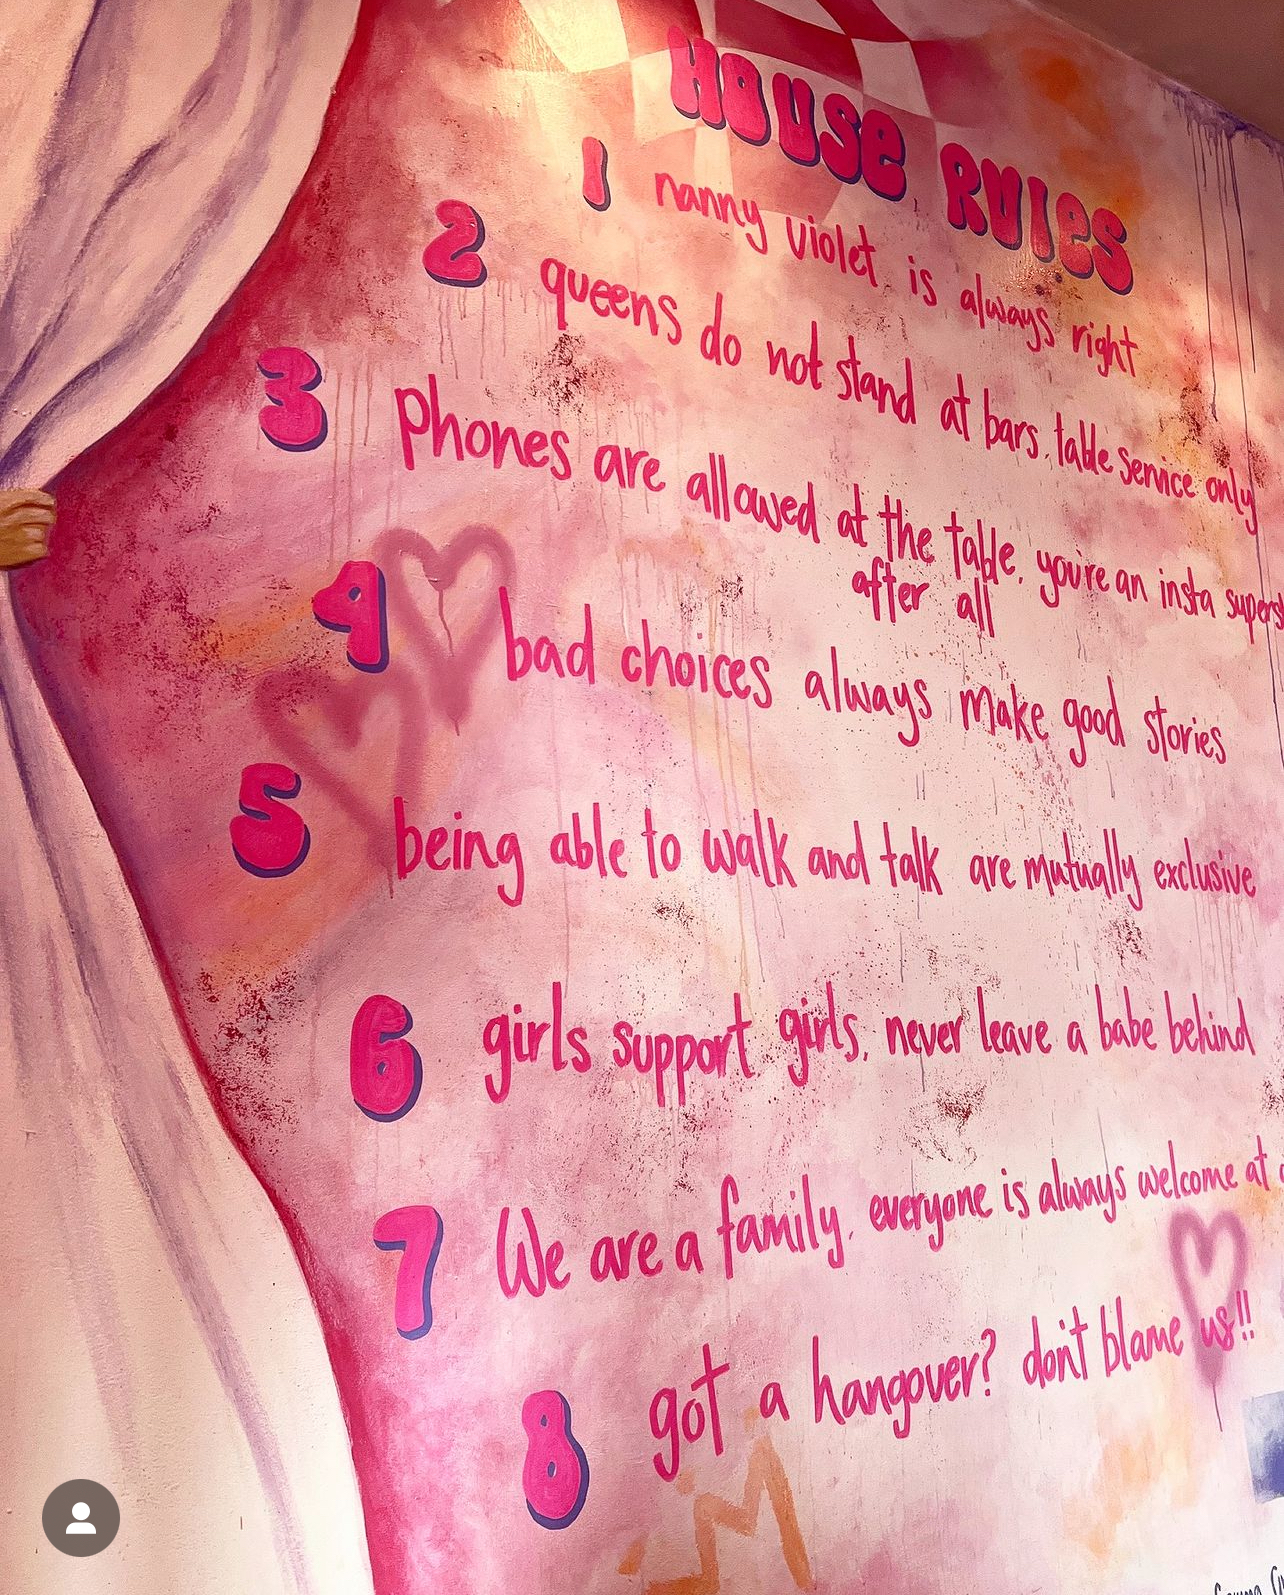 House Rules
1 nanny violet is always right
2 queens do not stand at bars, table service only
3 phones are allowed at the table, you're an insta
after all
4 bad choices always make good stories
5 being able to walk and talk are mutually exclusive
6 girls support girls, never leave a babe behind
7 We are a family, everyone is always welcome at
8 got a hangover? don't blame us!!